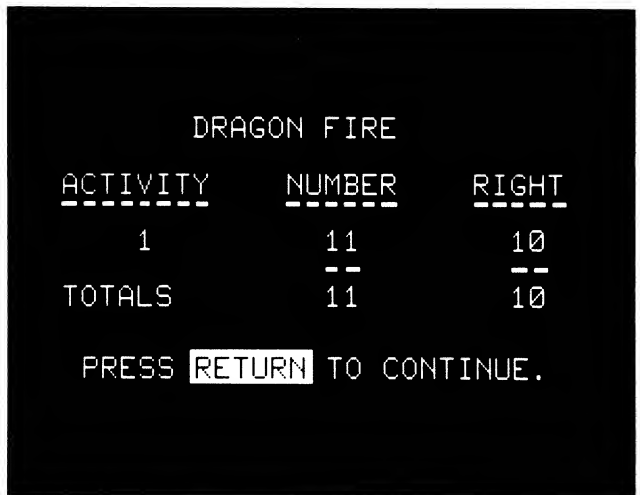 DRAGON FIRE
ACTIVITY NUMBER RIGHT
1 11 10
TOTALS 11 10
PRESS RETURN TO CONTINUE.